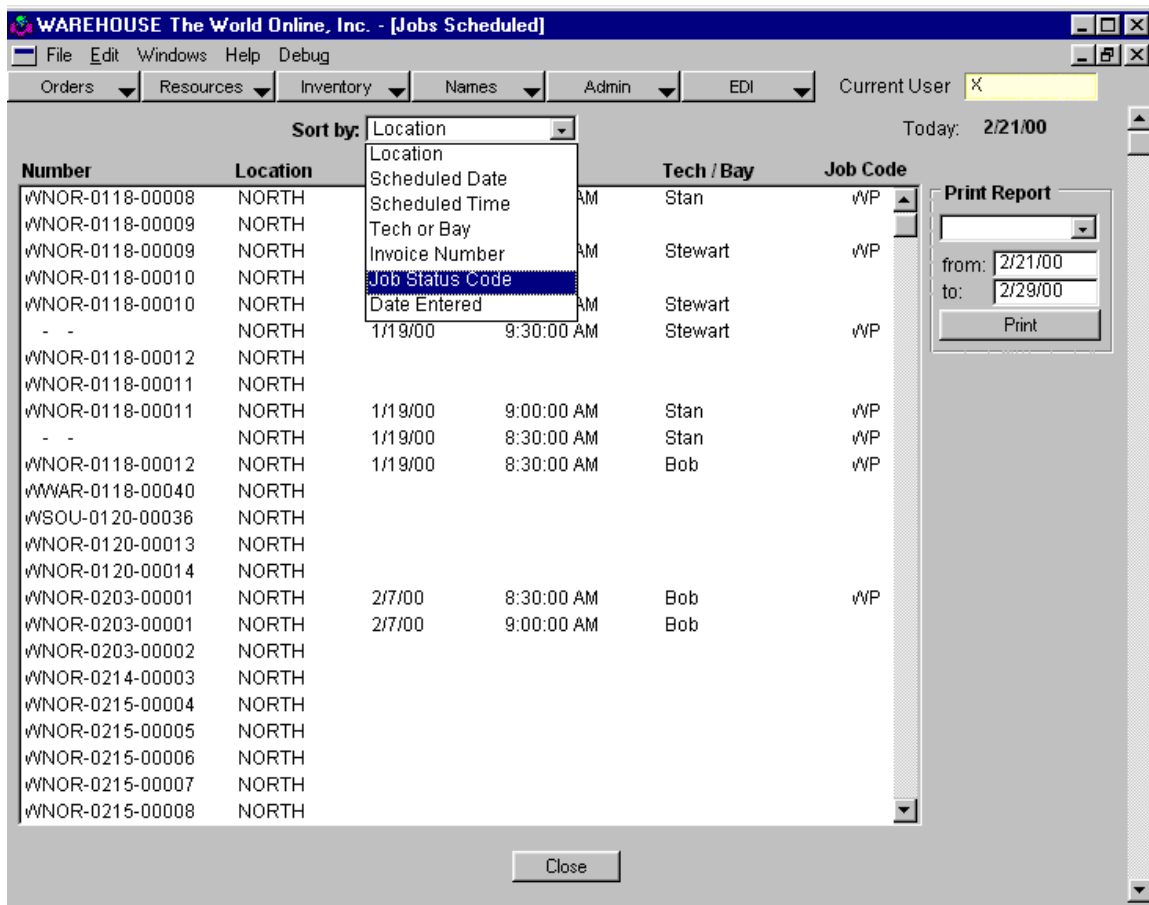 WAREHOUSE The World Online, Inc. - [Jobs Scheduled]
File Edit Windows Help Debug
Orders Resources Inventory Names Admin EDI Current User X
Sort by: Location Today: 2/21/00
Location
Scheduled Date
Scheduled Time
Tech or Bay
Invoice Number
Job Status Code
Date Entered
Number Location Tech / Bay Job Code
WNOR-0118-00008 NORTH AM Stan WP
WNOR-0118-00009 NORTH
WNOR-0118-00009 NORTH AM Stewart WP
WNOR-0118-00010 NORTH
WNOR-0118-00010 NORTH AM Stewart
- - NORTH 1/19/00 9:30:00 AM Stewart WP
WNOR-0118-00012 NORTH
WNOR-0118-00011 NORTH
WNOR-0118-00011 NORTH 1/19/00 9:00:00 AM Stan WP
- - NORTH 1/19/00 8:30:00 AM Stan WP
WNOR-0118-00012 NORTH 1/19/00 8:30:00 AM Bob WP
WWAR-0118-00040 NORTH
WSOU-0120-00036 NORTH
WNOR-0120-00013 NORTH
WNOR-0120-00014 NORTH
WNOR-0203-00001 NORTH 2/7/00 8:30:00 AM Bob WP
WNOR-0203-00001 NORTH 2/7/00 9:00:00 AM Bob
WNOR-0203-00002 NORTH
WNOR-0214-00003 NORTH
WNOR-0215-00004 NORTH
WNOR-0215-00005 NORTH
WNOR-0215-00006 NORTH
WNOR-0215-00007 NORTH
WNOR-0215-00008 NORTH
Print Report
from: 2/21/00
to: 2/29/00
Print
Close